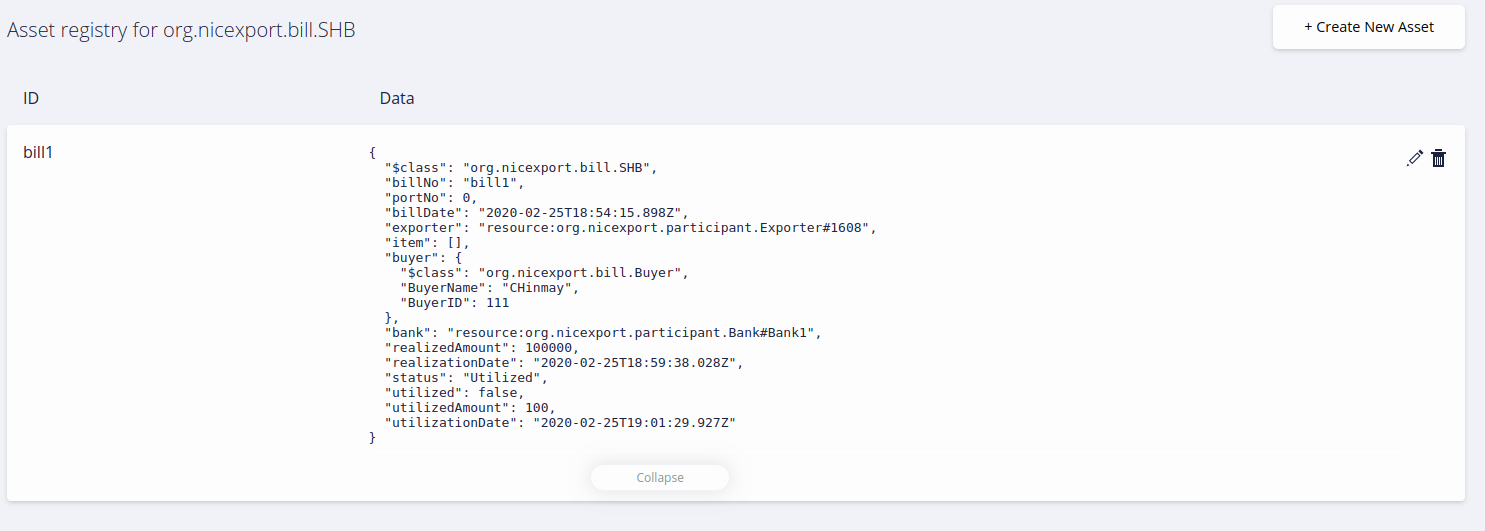 Asset registry for org.nicexport.bill.SHB
+ Create New Asset
ID Data
bill1
{
"$class": "org.nicexport.bill.SHB",
"billNo": "bill1",
"portNo": 0,
"billDate": "2020-02-25T18:54:15.898Z",
"exporter": "resource:org.nicexport.participant.Exporter#1608",
"item": [],
"buyer": {
"$class": "org.nicexport.bill.Buyer",
"BuyerName": "CHinmay",
"BuyerID": 111
},
"bank": "resource:org.nicexport.participant.Bank#Bank1",
"realizedAmount": 100000,
"realizationDate": "2020-02-25T18:59:38.028Z",
"status": "Utilized",
"utilized": false,
"utilizedAmount": 100,
"utilizationDate": "2020-02-25T19:01:29.927Z"
}
Collapse